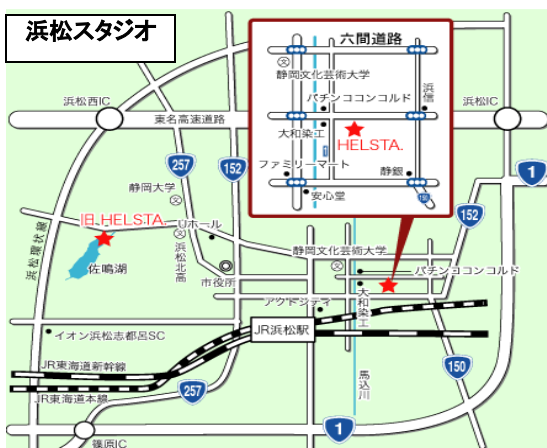 浜松スタジオ
六間道路
静岡文化芸術大学
浜信
パチンココンコルド
大和染工
HELSTA.
ファミリーマート
静銀
安心堂
152
浜松西IC
東名高速道路
浜松IC
257
152
1
静岡大学
152
旧HELSTA.
Uホール
浜松環状線
浜松北高
静岡文化芸術大学
佐鳴湖
市役所
パチンコンコルド
大和染工
アクトシティ
イオン浜松志都呂SC
JR浜松駅
JR東海道新幹線
150
馬込川
257
JR東海道本線
1
篠原IC